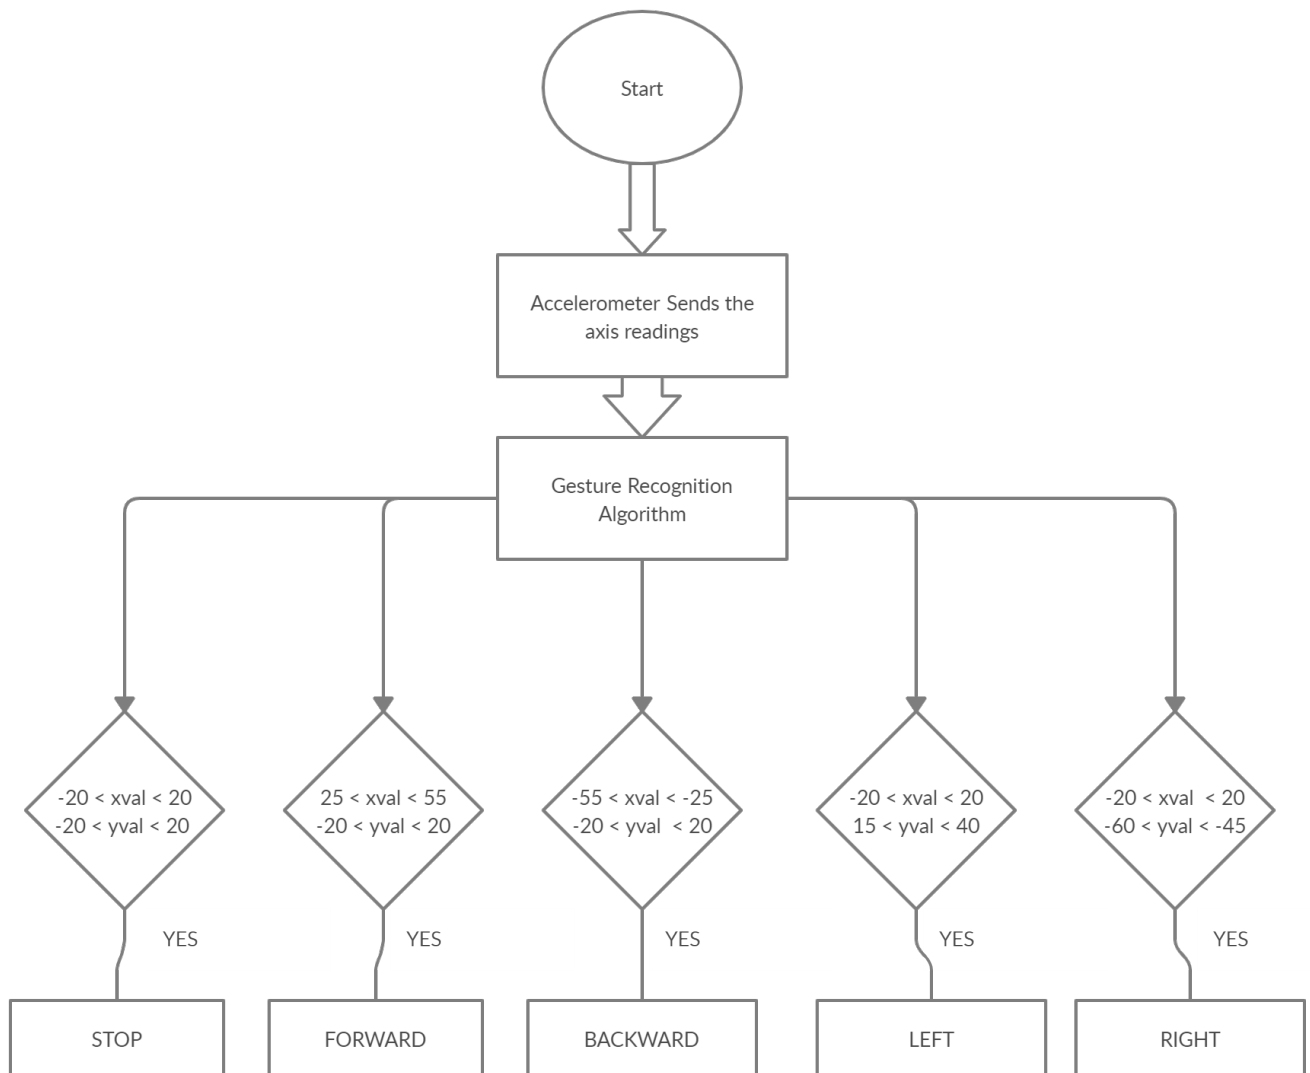 Start
Accelerometer Sends the
axis readings
Gesture Recognition
Algorithm
-20 < xval < 20
-20 < yval < 20
25 < xval < 55
-20 < yval < 20
-55 < xval < -25
-20 < yval  < 20
-20 < xval < 20
15 < yval < 40
-20 < xval  < 20
-60 < yval < -45
YES
YES
YES
YES
YES
STOP
FORWARD
BACKWARD
LEFT
RIGHT